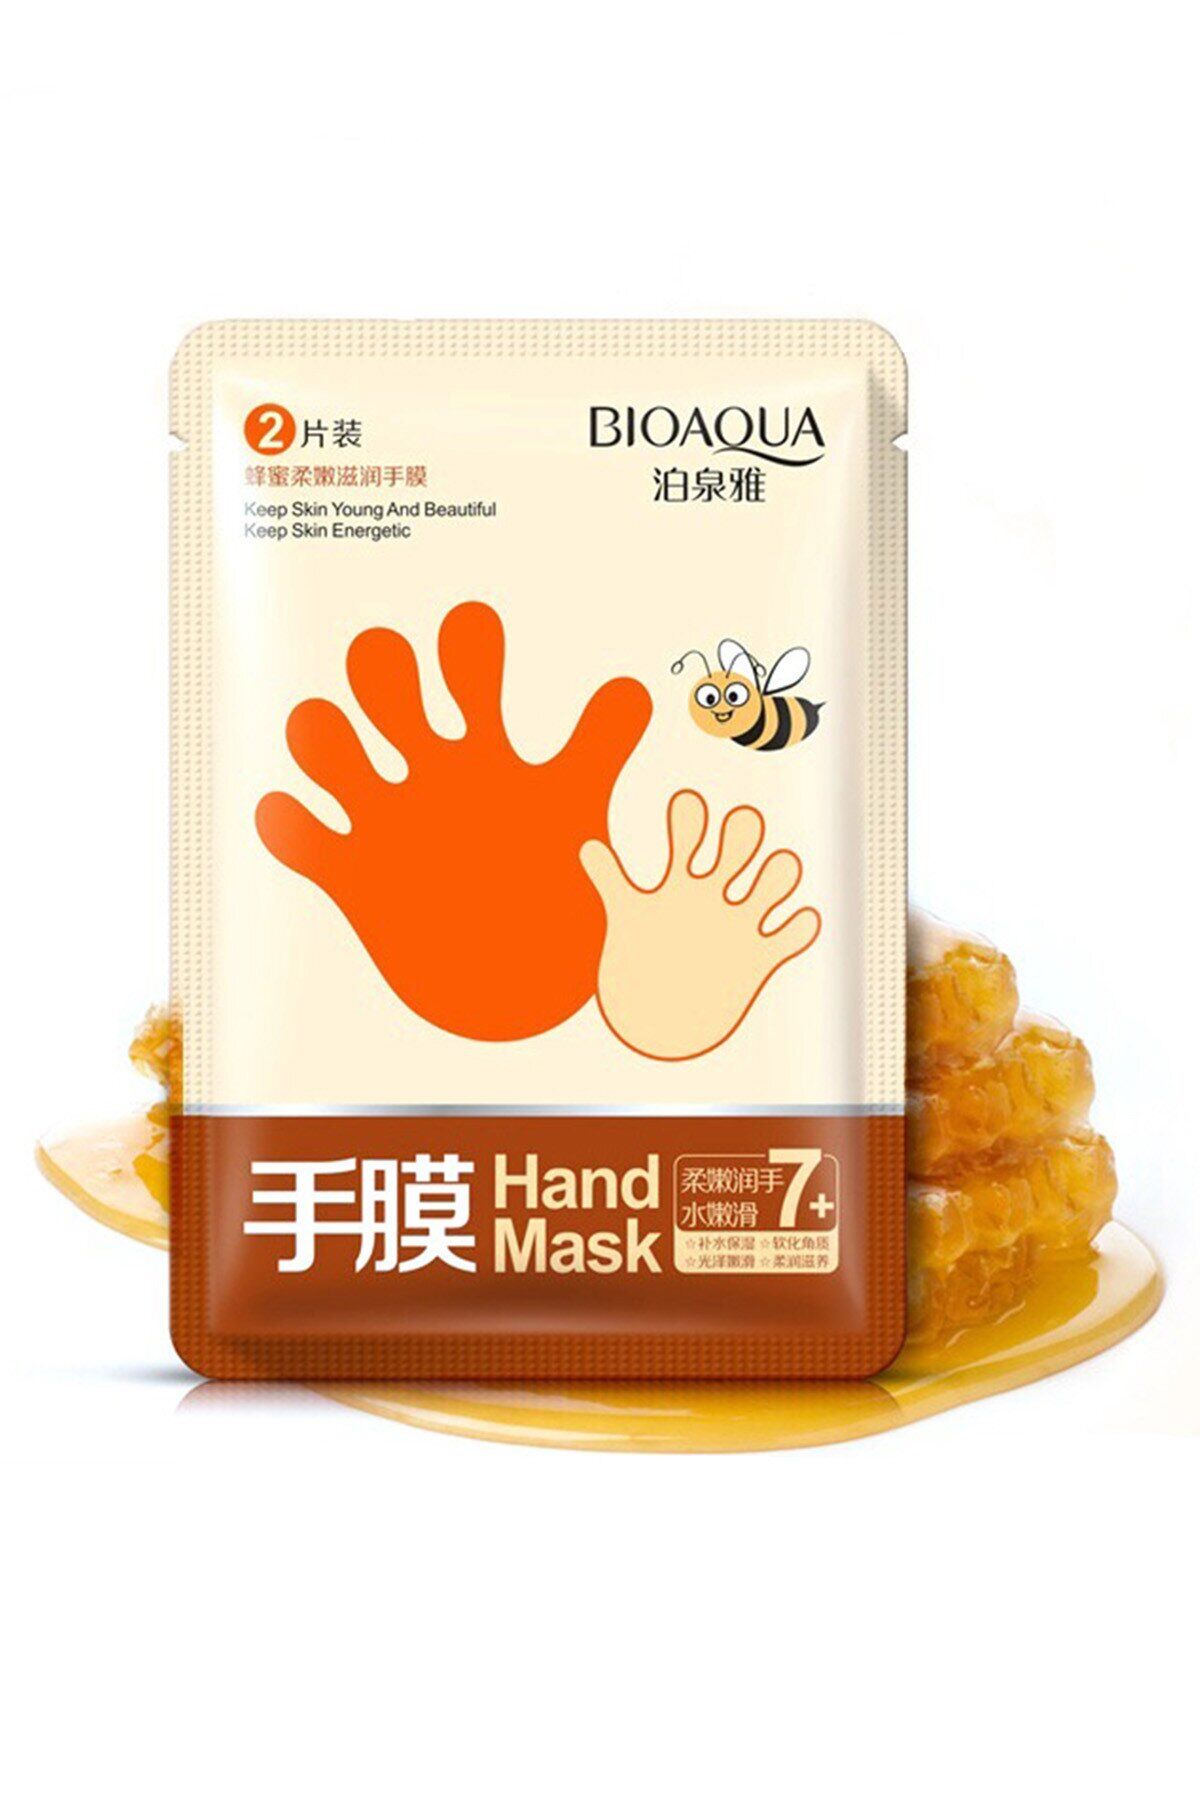 2片装
蜂蜜柔嫩滋润手膜
Keep Skin Young And Beautiful
Keep Skin Energetic
BIOAQUA
泊泉雅
手膜
Hand
Mask
柔嫩润手
水嫩滑
7+
☆补水保湿 ☆软化角质
☆光泽嫩滑 ☆柔润滋养